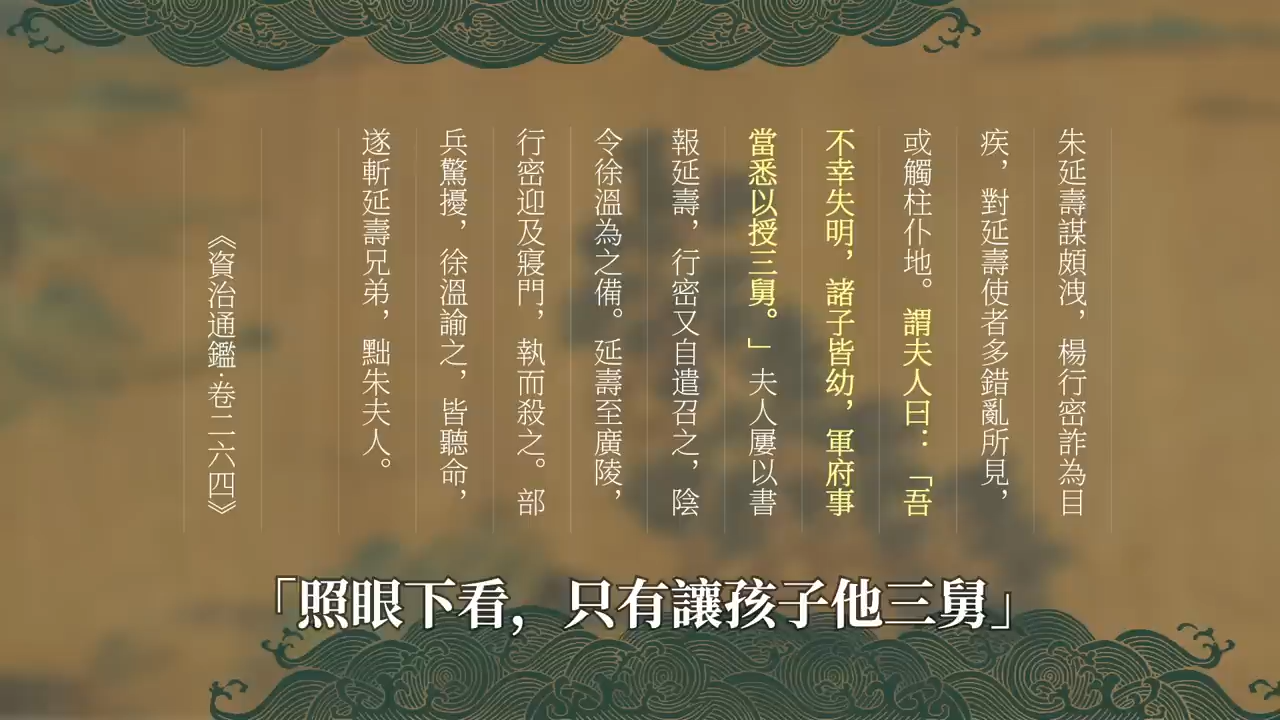 朱延壽謀頗洩，楊行密詐為目
疾，對延壽使者多錯亂所見，
或觸柱仆地。謂夫人曰：「吾
不幸失明，諸子皆幼，軍府事
當悉以授三舅。」夫人屢以書
報延壽，行密又自遣召之，陰
令徐溫為之備。延壽至廣陵，
行密迎及寢門，執而殺之。部
兵驚擾，徐溫諭之，皆聽命，
遂斬延壽兄弟，黜朱夫人。
《資治通鑑·卷二六四》
「照眼下看，只有讓孩子他三舅」